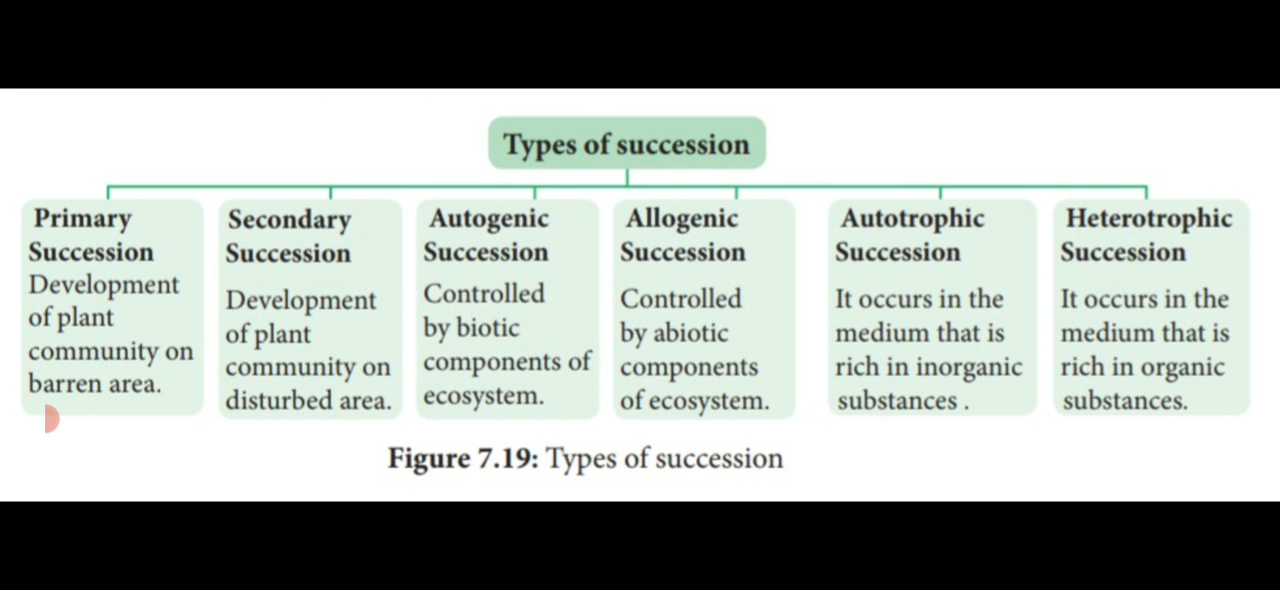 Types of succession
Primary
Succession
Development
of plant
community on
barren area.
Secondary
Succession
Development
of plant
community on
disturbed area.
Autogenic
Succession
Controlled
by biotic
components of
ecosystem.
Allogenic
Succession
Controlled
by abiotic
components
of ecosystem.
Autotrophic
Succession
It occurs in the
medium that is
rich in inorganic
substances .
Heterotrophic
Succession
It occurs in the
medium that is
rich in organic
substances.
Figure 7.19: Types of succession